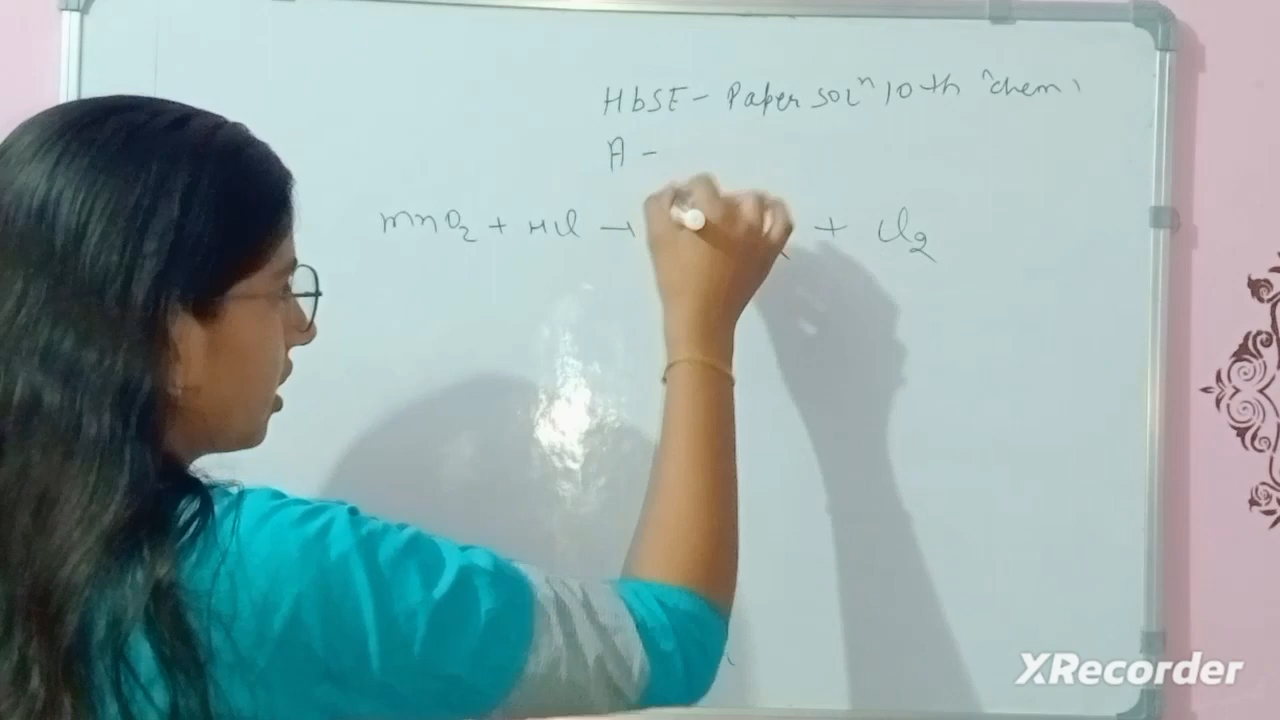 HbSE - Paper soln 10th chem
A -
MnO2 + HCl → + Cl2
XRecorder